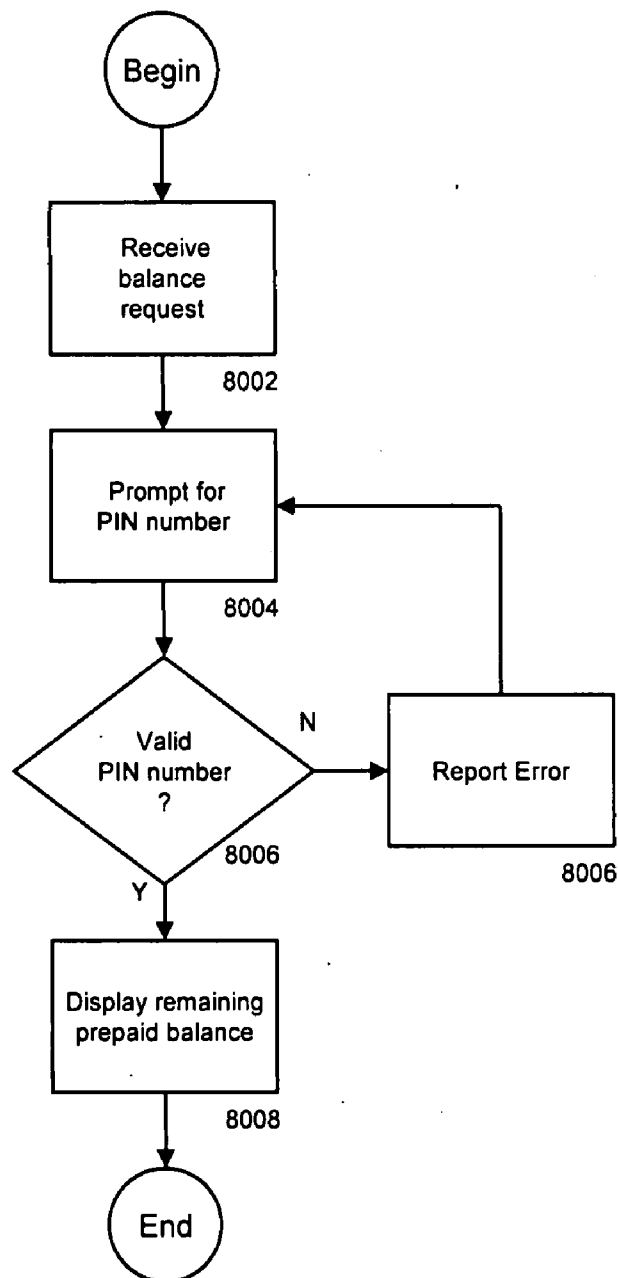 Begin
Receive
balance
request
8002
Prompt for
PIN number
8004
Valid
PIN number
?
N
8006
Y
Report Error
8006
Display remaining
prepaid balance
8008
End